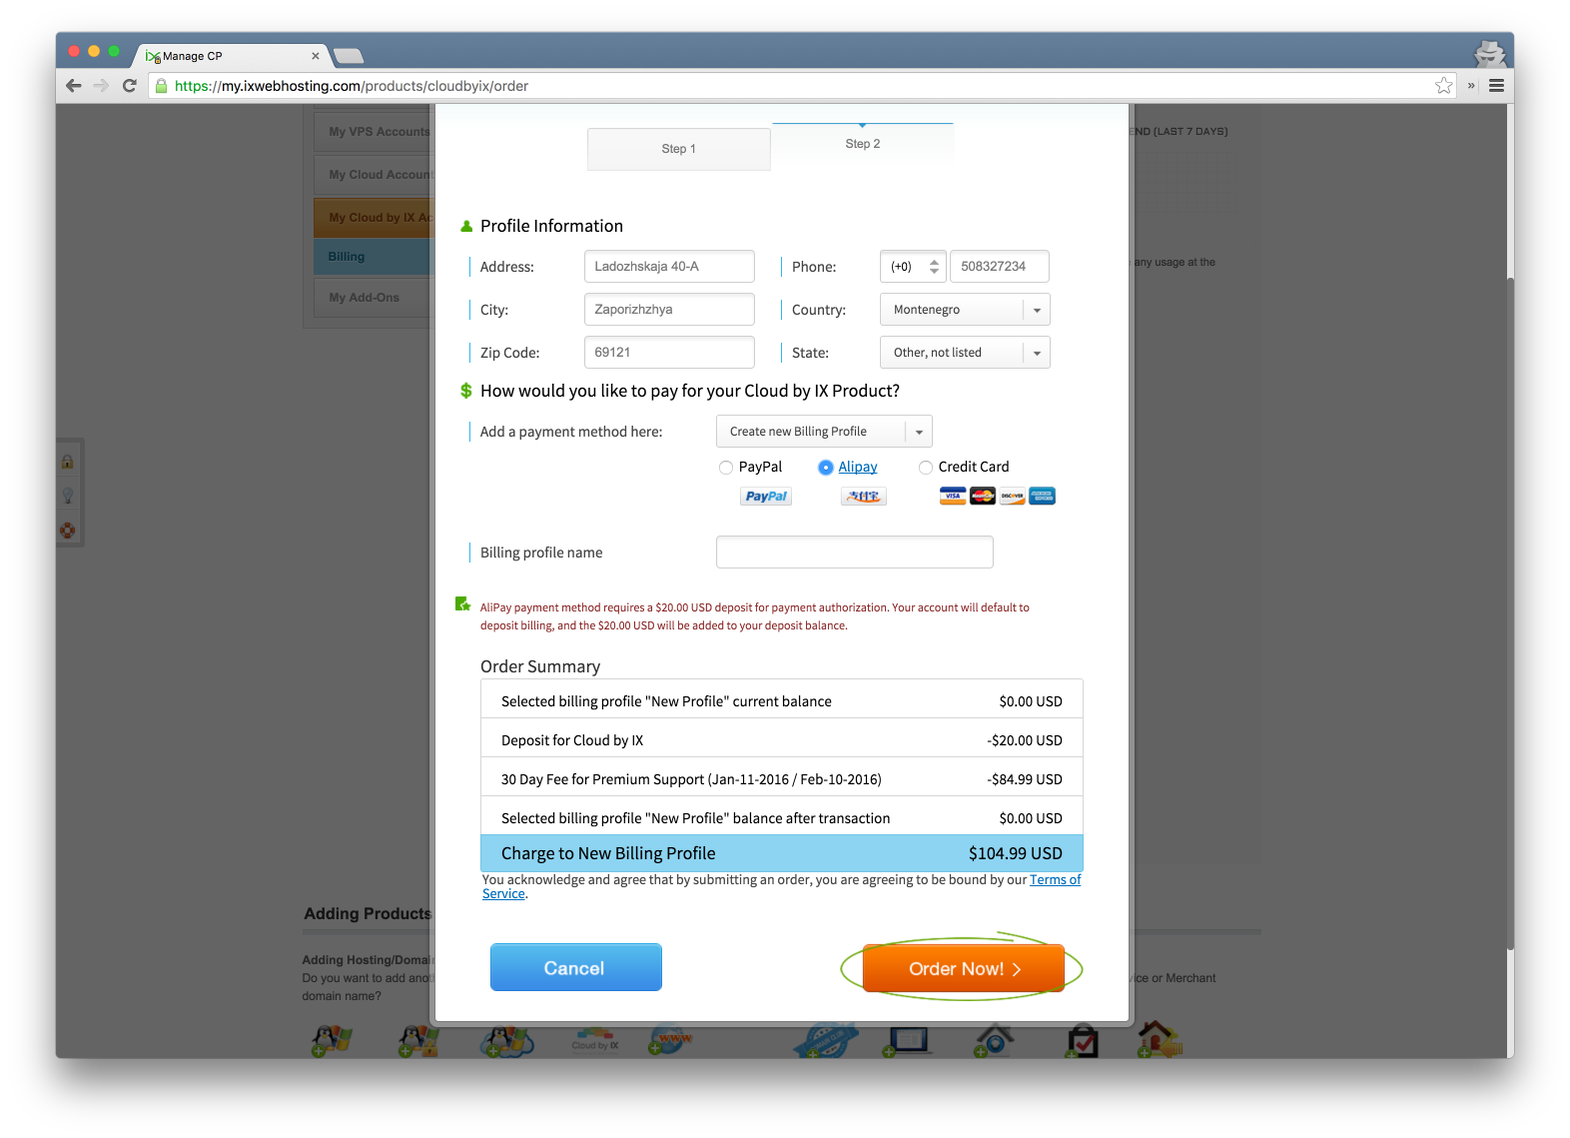 Manage CP
https://my.ixwebhosting.com/products/cloudbyix/order
My VPS Accounts
My Cloud Account
My Cloud by IX Ac
Billing
My Add-Ons
END (LAST 7 DAYS)
any usage at the
Step 1
Step 2
Profile Information
Address: Ladozhskaja 40-A Phone: (+0) 508327234
City: Zaporizhzhya Country: Montenegro
Zip Code: 69121 State: Other, not listed
$ How would you like to pay for your Cloud by IX Product?
Add a payment method here: Create new Billing Profile
PayPal Alipay Credit Card
PayPal 支付宝 VISA MasterCard DISCOVER
Billing profile name
AliPay payment method requires a $20.00 USD deposit for payment authorization. Your account will default to
deposit billing, and the $20.00 USD will be added to your deposit balance.
Order Summary
Selected billing profile "New Profile" current balance $0.00 USD
Deposit for Cloud by IX -$20.00 USD
30 Day Fee for Premium Support (Jan-11-2016 / Feb-10-2016) -$84.99 USD
Selected billing profile "New Profile" balance after transaction $0.00 USD
Charge to New Billing Profile $104.99 USD
You acknowledge and agree that by submitting an order, you are agreeing to be bound by our Terms of
Service.
Cancel
Order Now! >
Adding Products
Adding Hosting/Domai
Do you want to add anot
domain name?
vice or Merchant
Cloud by IX
www